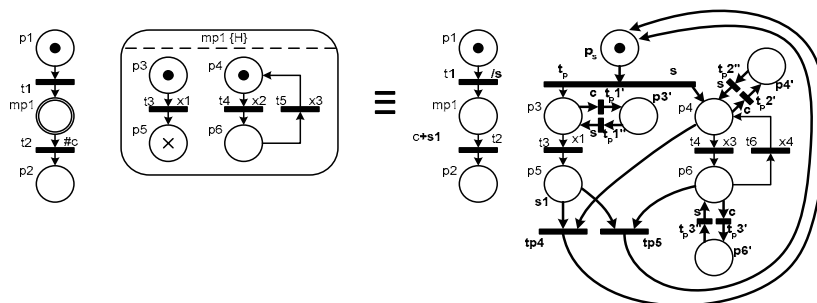 p1
t1
mp1
t2 #c
p2
mp1 {H}
p3 p4
t3 x1 t4 x2 t5 x3
p5 p6
≡
p1
t1 /s
mp1
c+s1 t2
p2
ps
tp s
p3 c tp1' p3'
s tp1''
t3 x1
p5
s1
tp4 tp5
tp2'' p4'
s
p4 c tp2'
t4 x3 t6 x4
p6
s c
tp3'' tp3'
p6'